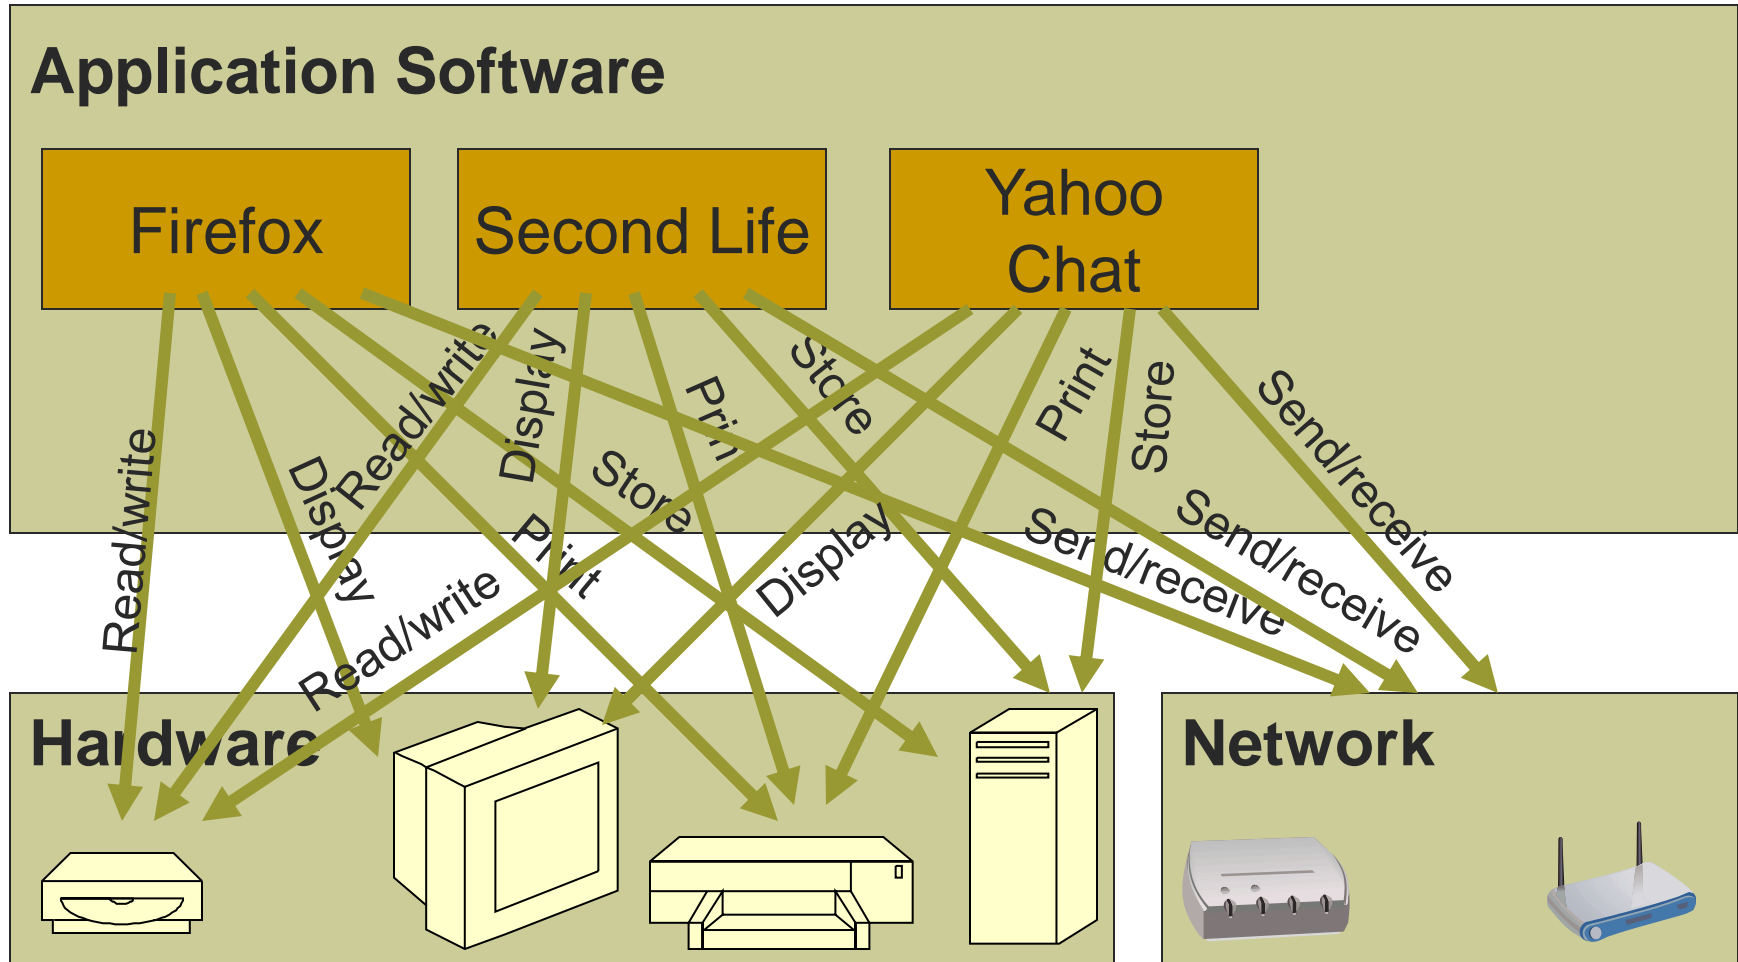 Application Software
Firefox
Second Life
Yahoo
Chat
Read/write
Display
Print
Store
Read/write
Display
Prin
Store
Read/write
Display
Print
Store
Send/receive
Send/receive
Send/receive
Hardware
Network